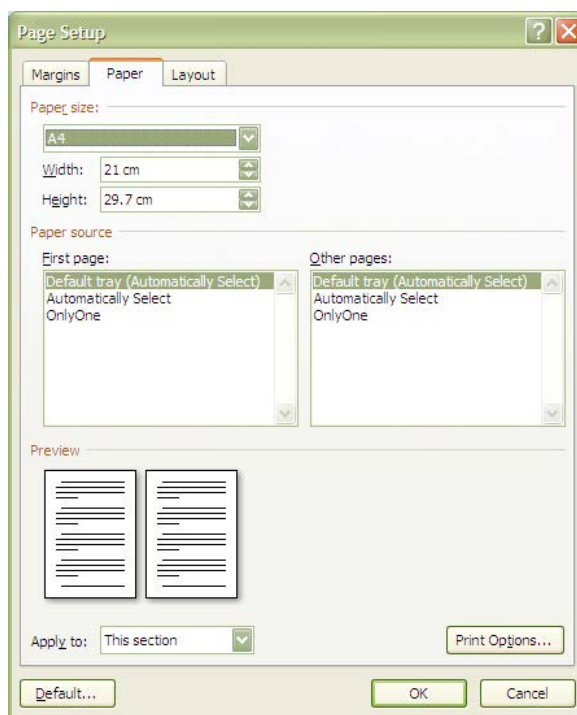 Page Setup
Margins Paper Layout
Paper size:
A4
Width: 21 cm
Height: 29.7 cm
Paper source
First page: Other pages:
Default tray (Automatically Select) Default tray (Automatically Select)
Automatically Select Automatically Select
OnlyOne OnlyOne
Preview
Apply to: This section Print Options...
Default... OK Cancel